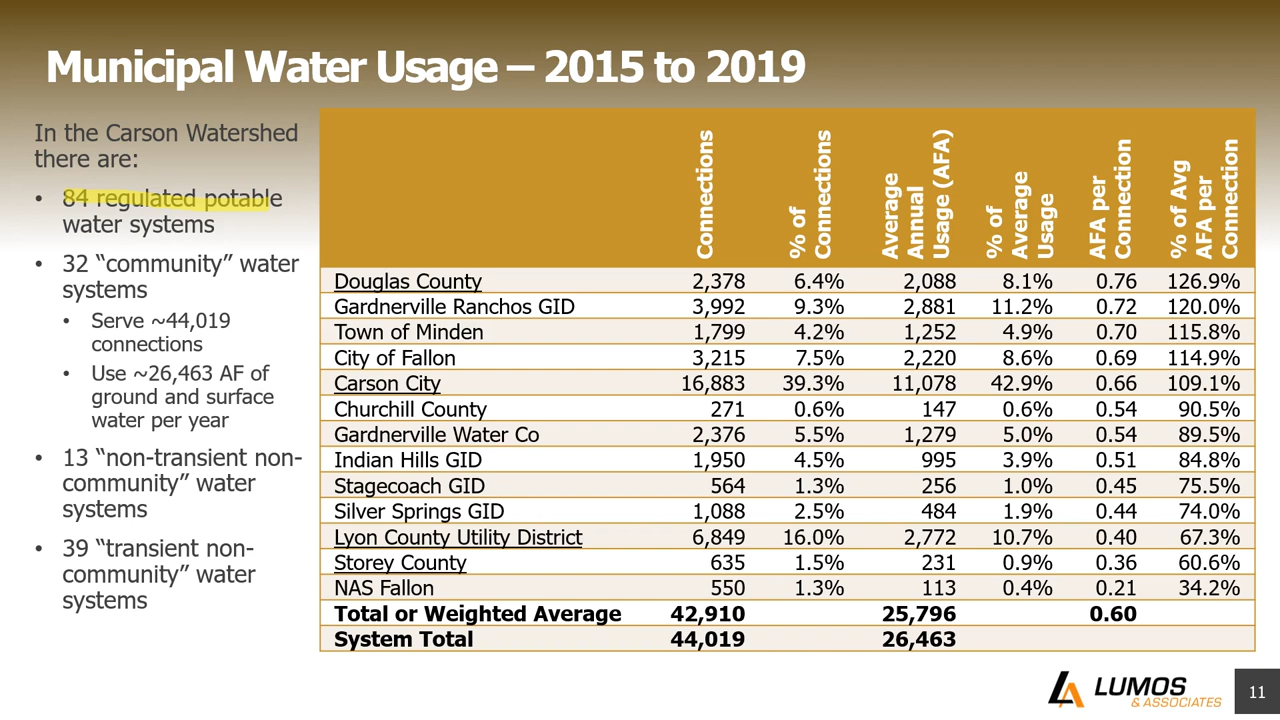 Municipal Water Usage – 2015 to 2019
In the Carson Watershed
there are:
• 84 regulated potable
water systems
• 32 “community” water
systems
• Serve ~44,019
connections
• Use ~26,463 AF of
ground and surface
water per year
• 13 “non-transient non-
community” water
systems
• 39 “transient non-
community” water
systems
Connections
% of
Connections
Average
Annual
Usage (AFA)
% of
Average
Usage
AFA per
Connection
% of Avg
AFA per
Connection
Douglas County 2,378 6.4% 2,088 8.1% 0.76 126.9%
Gardnerville Ranchos GID 3,992 9.3% 2,881 11.2% 0.72 120.0%
Town of Minden 1,799 4.2% 1,252 4.9% 0.70 115.8%
City of Fallon 3,215 7.5% 2,220 8.6% 0.69 114.9%
Carson City 16,883 39.3% 11,078 42.9% 0.66 109.1%
Churchill County 271 0.6% 147 0.6% 0.54 90.5%
Gardnerville Water Co 2,376 5.5% 1,279 5.0% 0.54 89.5%
Indian Hills GID 1,950 4.5% 995 3.9% 0.51 84.8%
Stagecoach GID 564 1.3% 256 1.0% 0.45 75.5%
Silver Springs GID 1,088 2.5% 484 1.9% 0.44 74.0%
Lyon County Utility District 6,849 16.0% 2,772 10.7% 0.40 67.3%
Storey County 635 1.5% 231 0.9% 0.36 60.6%
NAS Fallon 550 1.3% 113 0.4% 0.21 34.2%
Total or Weighted Average 42,910 25,796 0.60
System Total 44,019 26,463
LUMOS
& ASSOCIATES
11